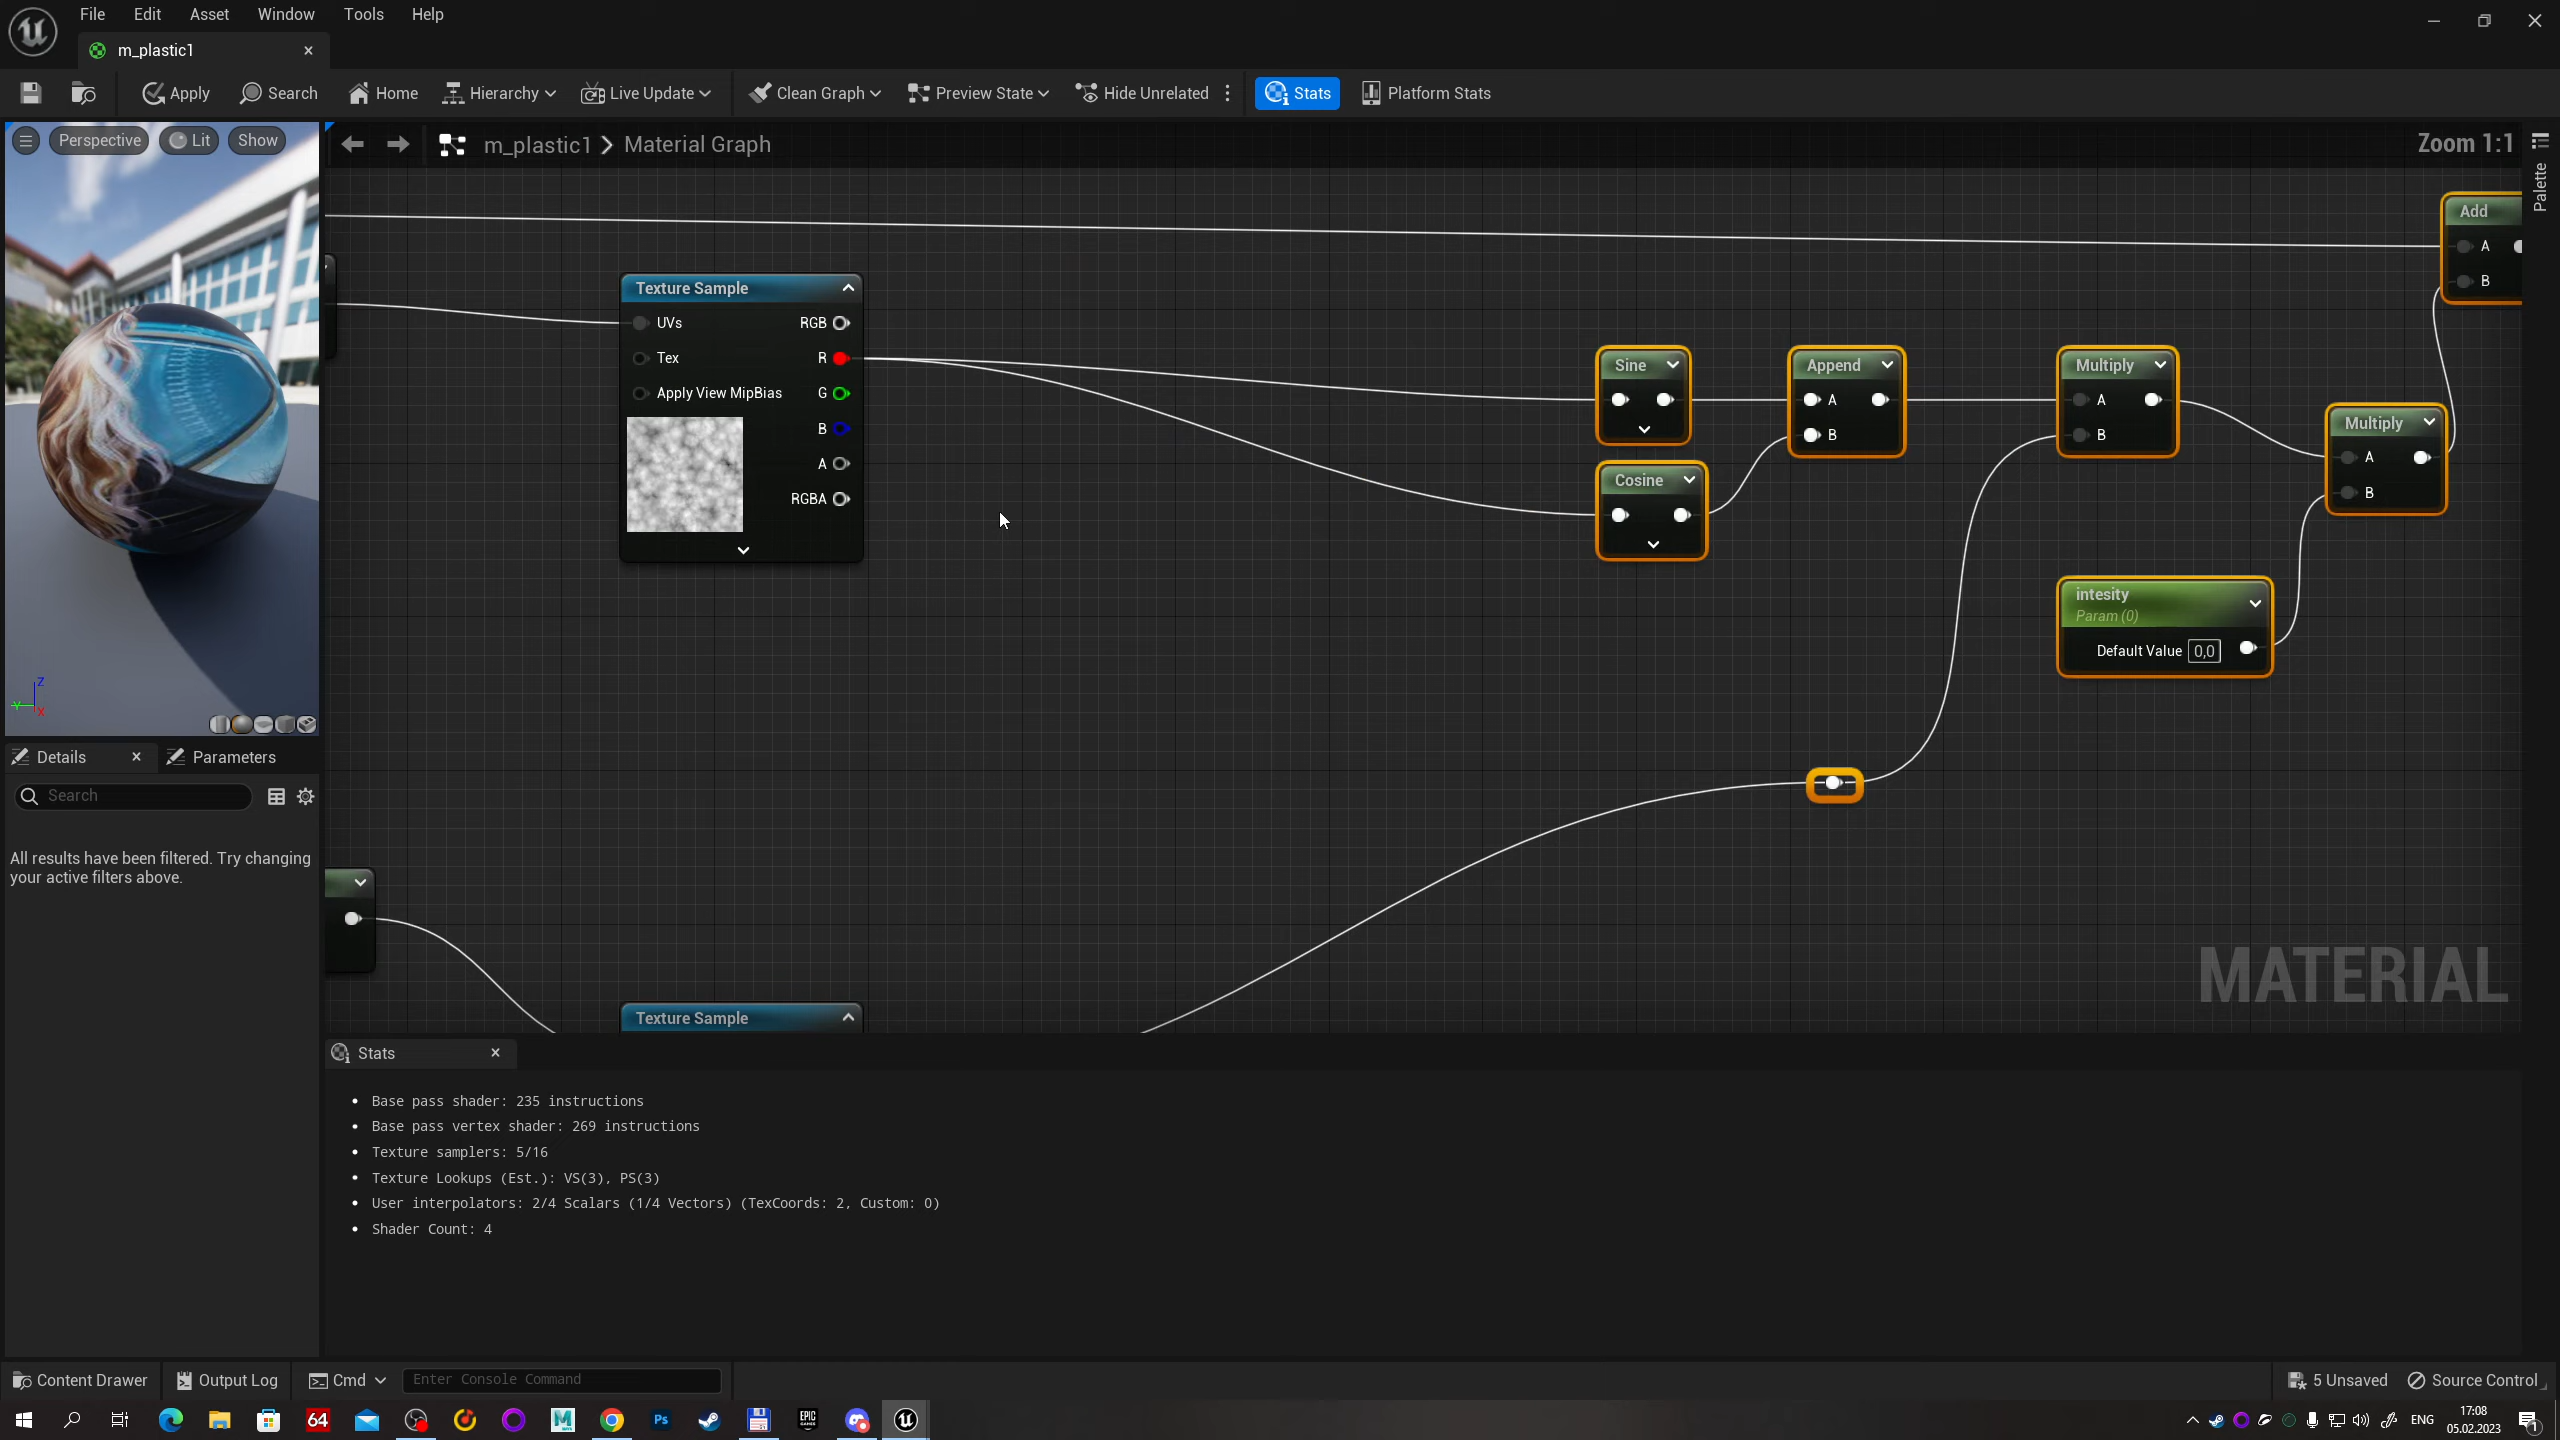 File Edit Asset Window Tools Help
m_plastic1
Apply Search Home Hierarchy Live Update Clean Graph Preview State Hide Unrelated Stats Platform Stats
Perspective Lit Show
m_plastic1 > Material Graph
Zoom 1:1
Palette
Add
A
B
Texture Sample
UVs RGB
Tex R
Apply View MipBias G
B
A
RGBA
Sine
Append
A
B
Multiply
A
B
Multiply
A
B
Cosine
intesity
Param (0)
Default Value 0,0
Z
Y
X
Details Parameters
Search
All results have been filtered. Try changing
your active filters above.
Texture Sample
MATERIAL
Stats
Base pass shader: 235 instructions
Base pass vertex shader: 269 instructions
Texture samplers: 5/16
Texture Lookups (Est.): VS(3), PS(3)
User interpolators: 2/4 Scalars (1/4 Vectors) (TexCoords: 2, Custom: 0)
Shader Count: 4
Content Drawer Output Log Cmd Enter Console Command 5 Unsaved Source Control
64 Ps EPIC GAMES ENG 17:08
05.02.2023
1